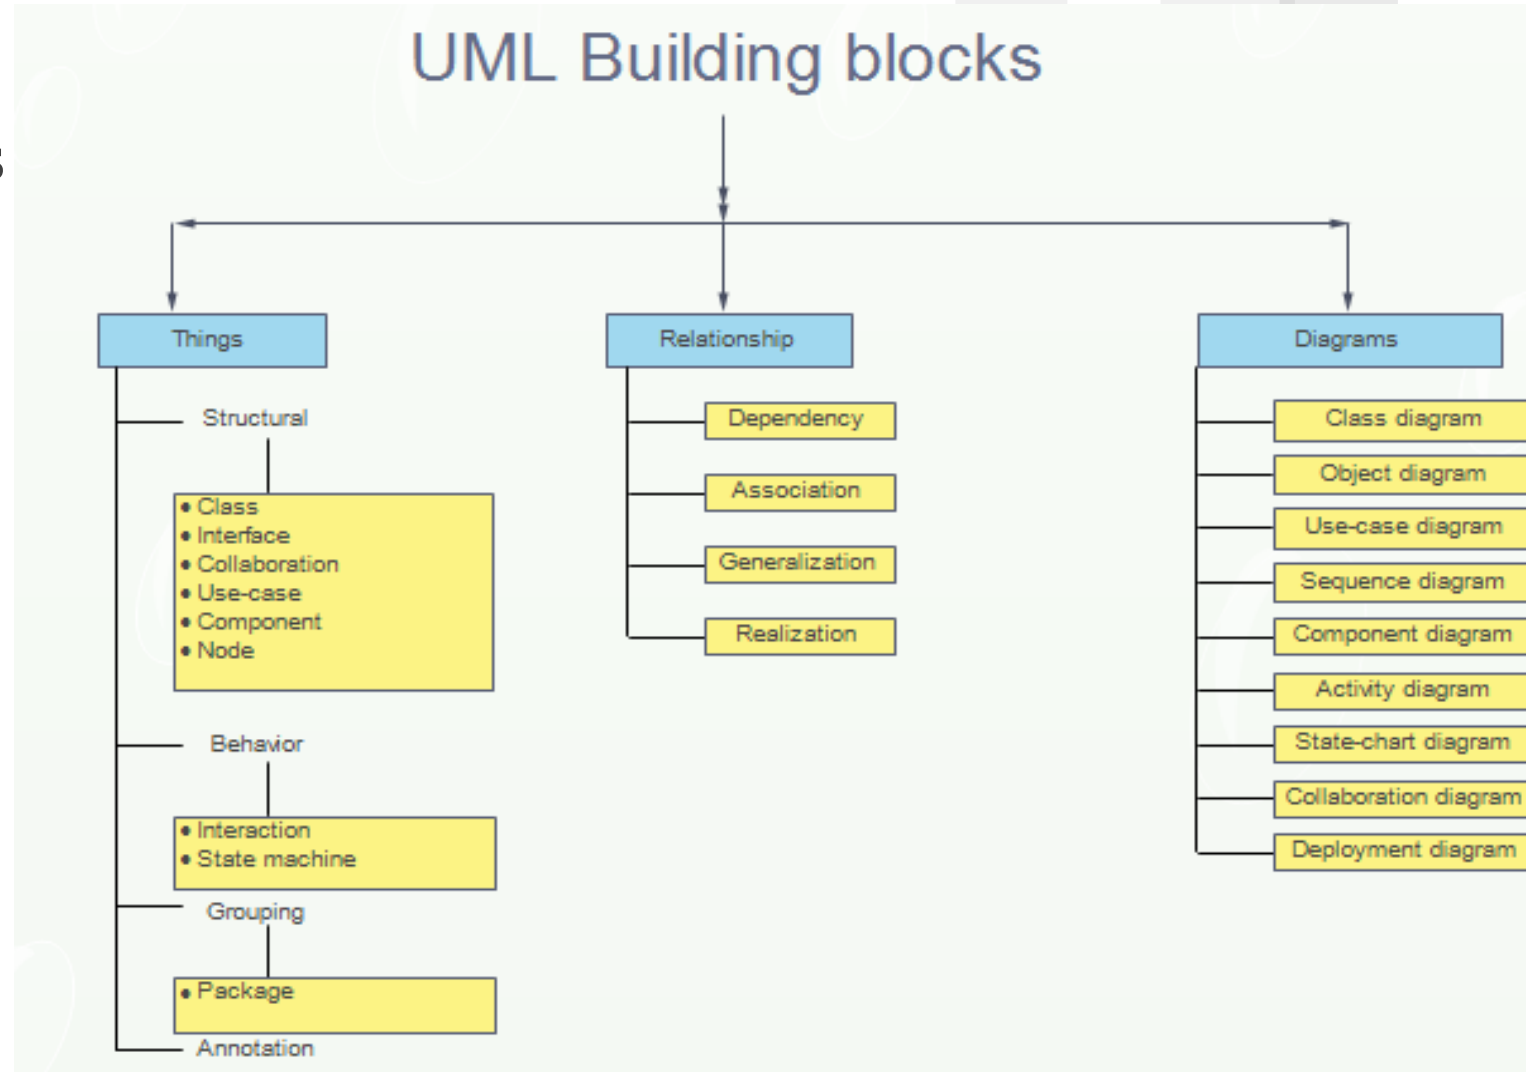 UML Building blocks
s
Things
Structural
• Class
• Interface
• Collaboration
• Use-case
• Component
• Node
Behavior
• Interaction
• State machine
Grouping
• Package
Annotation
Relationship
Dependency
Association
Generalization
Realization
Diagrams
Class diagram
Object diagram
Use-case diagram
Sequence diagram
Component diagram
Activity diagram
State-chart diagram
Collaboration diagram
Deployment diagram